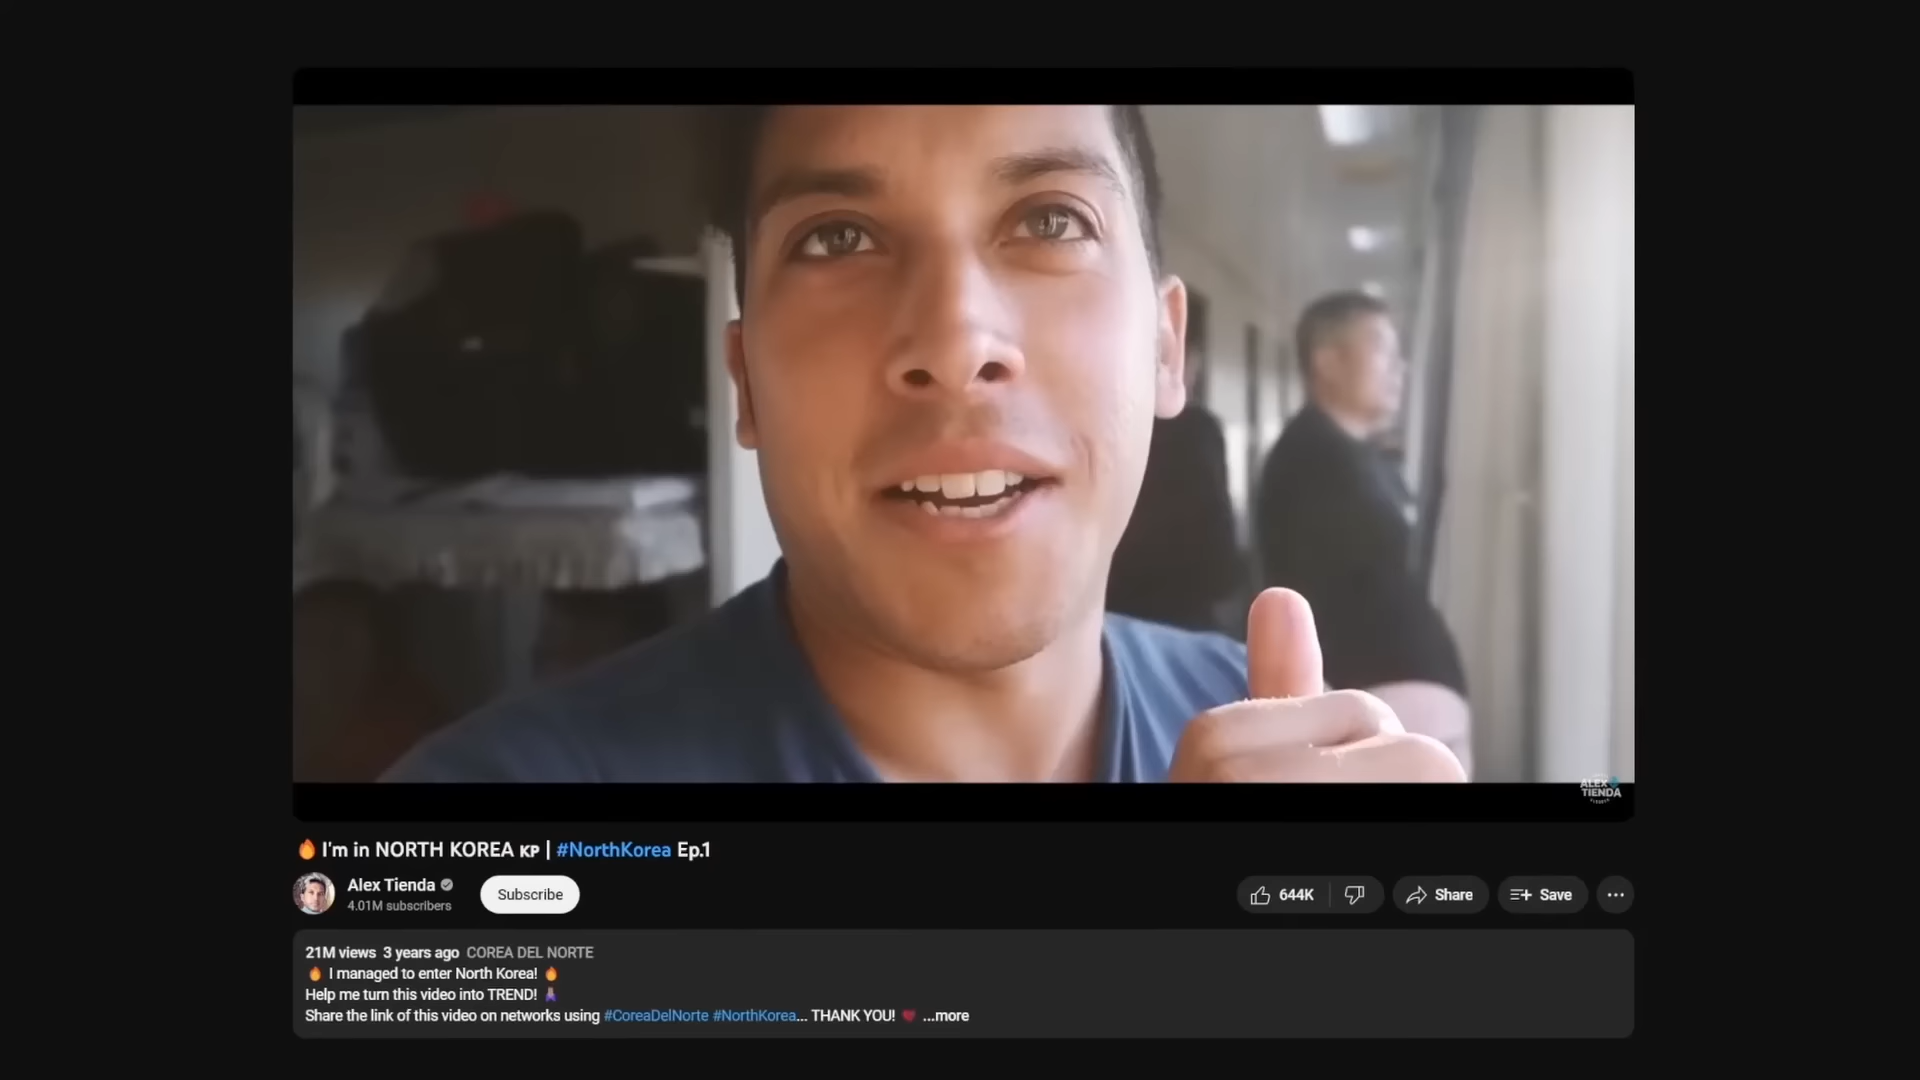 ALEX
TIENDA
🔥 I'm in NORTH KOREA KP | #NorthKorea Ep.1
Alex Tienda
4.01M subscribers
Subscribe
644K
Share
Save
21M views 3 years ago COREA DEL NORTE
🔥 I managed to enter North Korea! 🔥
Help me turn this video into TREND!
Share the link of this video on networks using #CoreaDelNorte #NorthKorea... THANK YOU! ...more